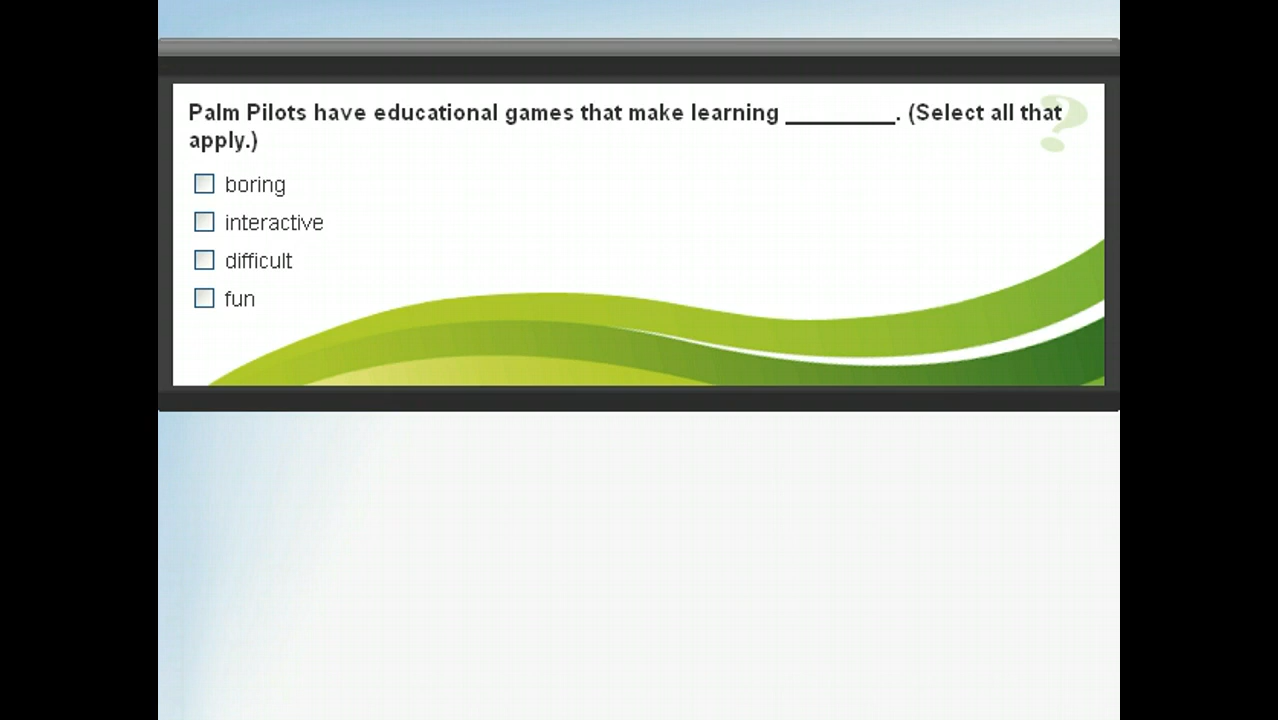 Palm Pilots have educational games that make learning _________. (Select all that
apply.)
boring
interactive
difficult
fun